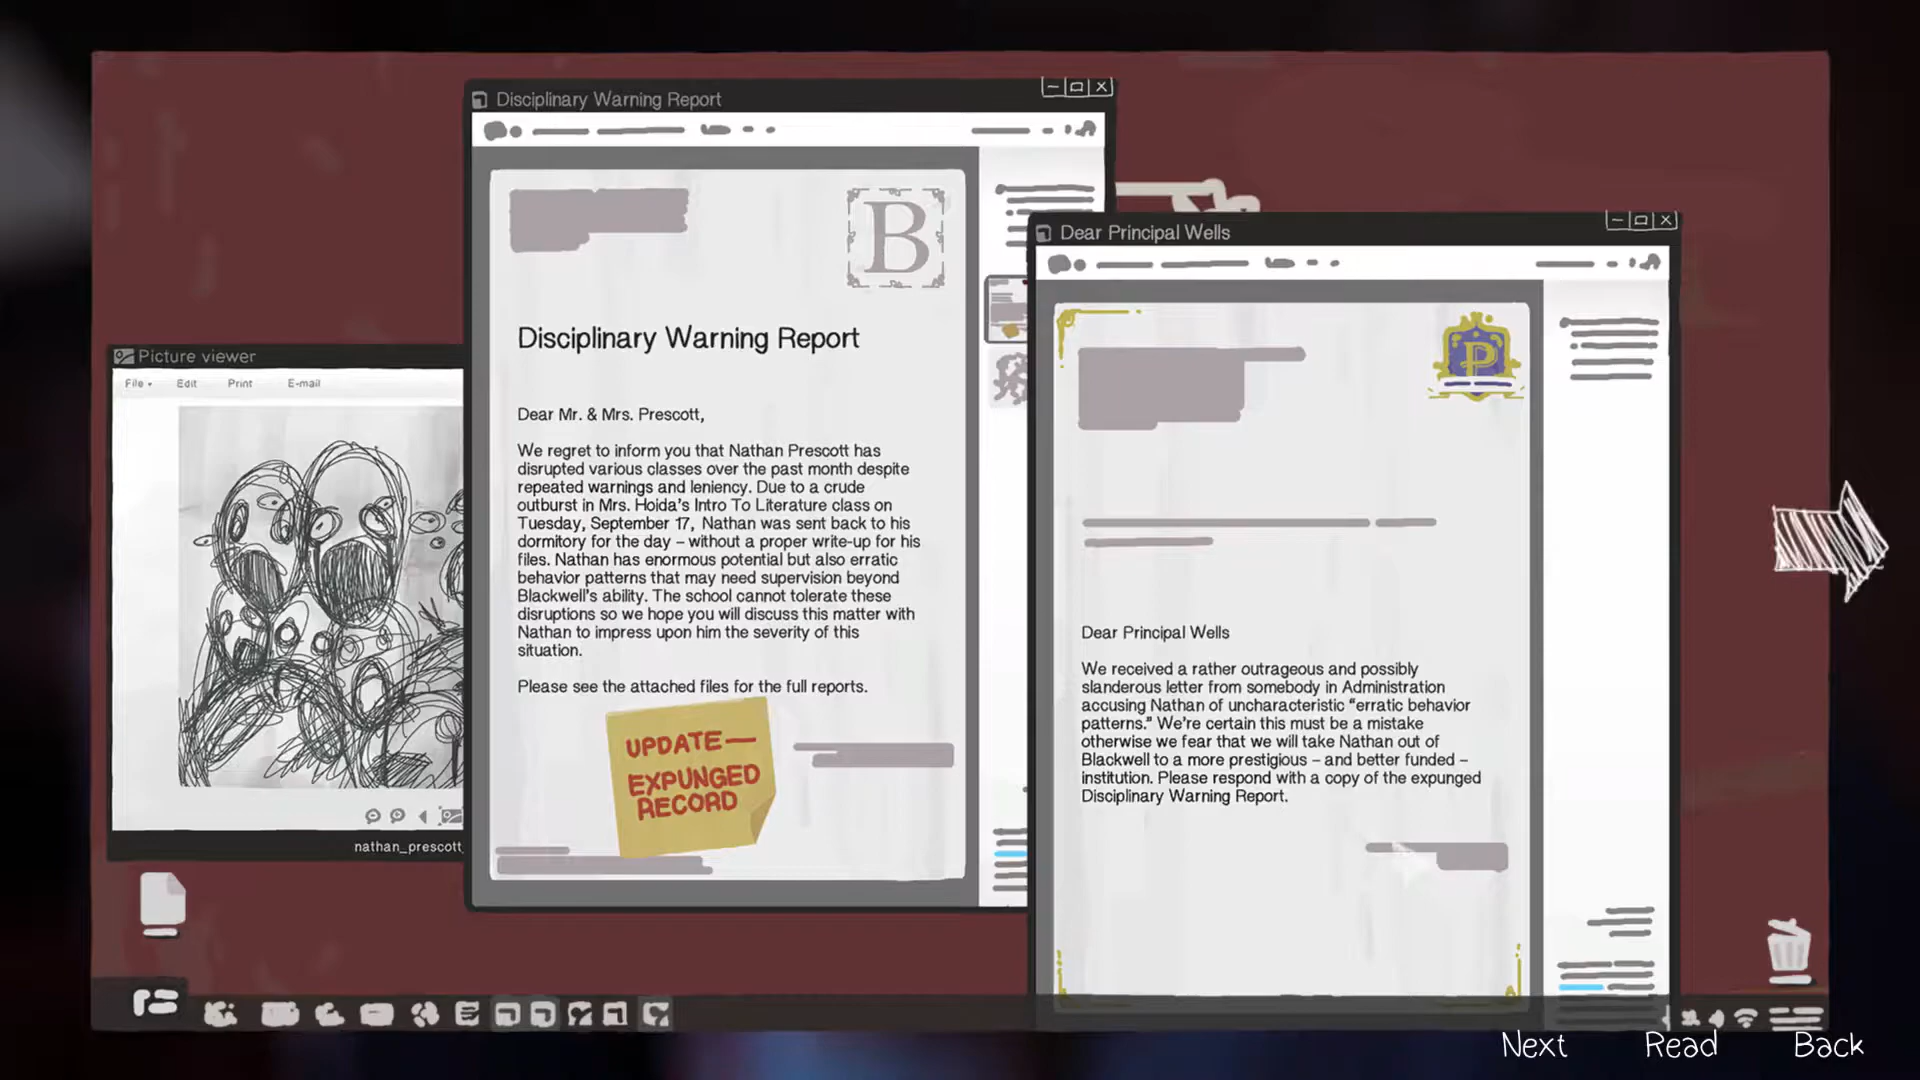 Disciplinary Warning Report
B
Disciplinary Warning Report
Dear Mr. & Mrs. Prescott,
We regret to inform you that Nathan Prescott has
disrupted various classes over the past month despite
repeated warnings and leniency. Due to a crude
outburst in Mrs. Hoida's Intro To Literature class on
Tuesday, September 17, Nathan was sent back to his
dormitory for the day – without a proper write-up for his
files. Nathan has enormous potential but also erratic
behavior patterns that may need supervision beyond
Blackwell's ability. The school cannot tolerate these
disruptions so we hope you will discuss this matter with
Nathan to impress upon him the severity of this
situation.
Please see the attached files for the full reports.
UPDATE—
EXPUNGED
RECORD
Dear Principal Wells
P
Dear Principal Wells
We received a rather outrageous and possibly
slanderous letter from somebody in Administration
accusing Nathan of uncharacteristic “erratic behavior
patterns.” We're certain this must be a mistake
otherwise we fear that we will take Nathan out of
Blackwell to a more prestigious – and better funded –
institution. Please respond with a copy of the expunged
Disciplinary Warning Report.
Picture viewer
File Edit Print E-mail
nathan_prescott_
Next Read Back